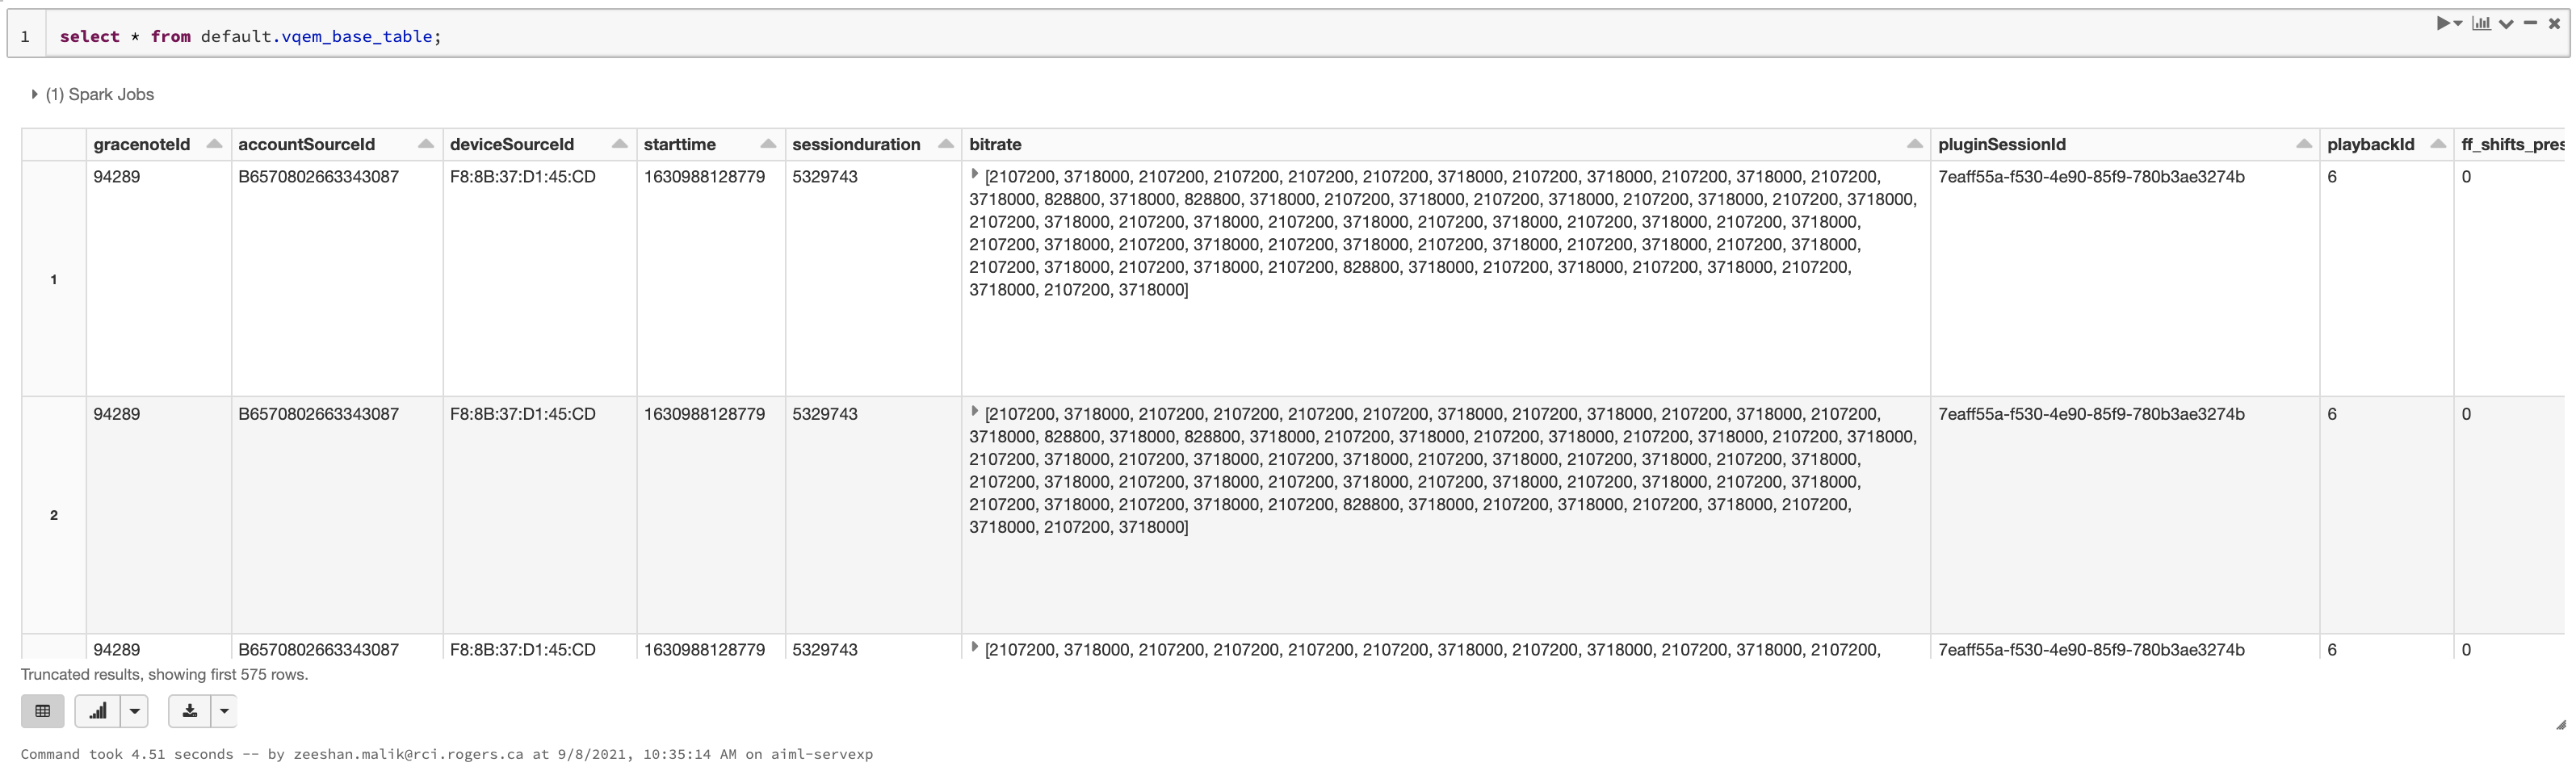 1 select * from default.vqem_base_table;
(1) Spark Jobs
gracenoteId accountSourceId deviceSourceId starttime sessionduration bitrate pluginSessionId playbackId ff_shifts_pres
1 94289 B6570802663343087 F8:8B:37:D1:45:CD 1630988128779 5329743 [2107200, 3718000, 2107200, 2107200, 2107200, 2107200, 3718000, 2107200, 3718000, 2107200, 3718000, 2107200, 7eaff55a-f530-4e90-85f9-780b3ae3274b 6 0
3718000, 828800, 3718000, 828800, 3718000, 2107200, 3718000, 2107200, 3718000, 2107200, 3718000, 2107200, 3718000,
2107200, 3718000, 2107200, 3718000, 2107200, 3718000, 2107200, 3718000, 2107200, 3718000, 2107200, 3718000,
2107200, 3718000, 2107200, 3718000, 2107200, 3718000, 2107200, 3718000, 2107200, 3718000, 2107200, 3718000,
2107200, 3718000, 2107200, 3718000, 2107200, 828800, 3718000, 2107200, 3718000, 2107200, 3718000, 2107200,
3718000, 2107200, 3718000]
2 94289 B6570802663343087 F8:8B:37:D1:45:CD 1630988128779 5329743 [2107200, 3718000, 2107200, 2107200, 2107200, 2107200, 3718000, 2107200, 3718000, 2107200, 3718000, 2107200, 7eaff55a-f530-4e90-85f9-780b3ae3274b 6 0
3718000, 828800, 3718000, 828800, 3718000, 2107200, 3718000, 2107200, 3718000, 2107200, 3718000, 2107200, 3718000,
2107200, 3718000, 2107200, 3718000, 2107200, 3718000, 2107200, 3718000, 2107200, 3718000, 2107200, 3718000,
2107200, 3718000, 2107200, 3718000, 2107200, 3718000, 2107200, 3718000, 2107200, 3718000, 2107200, 3718000,
2107200, 3718000, 2107200, 3718000, 2107200, 828800, 3718000, 2107200, 3718000, 2107200, 3718000, 2107200,
3718000, 2107200, 3718000]
94289 B6570802663343087 F8:8B:37:D1:45:CD 1630988128779 5329743 [2107200, 3718000, 2107200, 2107200, 2107200, 2107200, 3718000, 2107200, 3718000, 2107200, 3718000, 2107200, 7eaff55a-f530-4e90-85f9-780b3ae3274b 6 0
Truncated results, showing first 575 rows.
Command took 4.51 seconds -- by zeeshan.malik@rci.rogers.ca at 9/8/2021, 10:35:14 AM on aiml-servexp